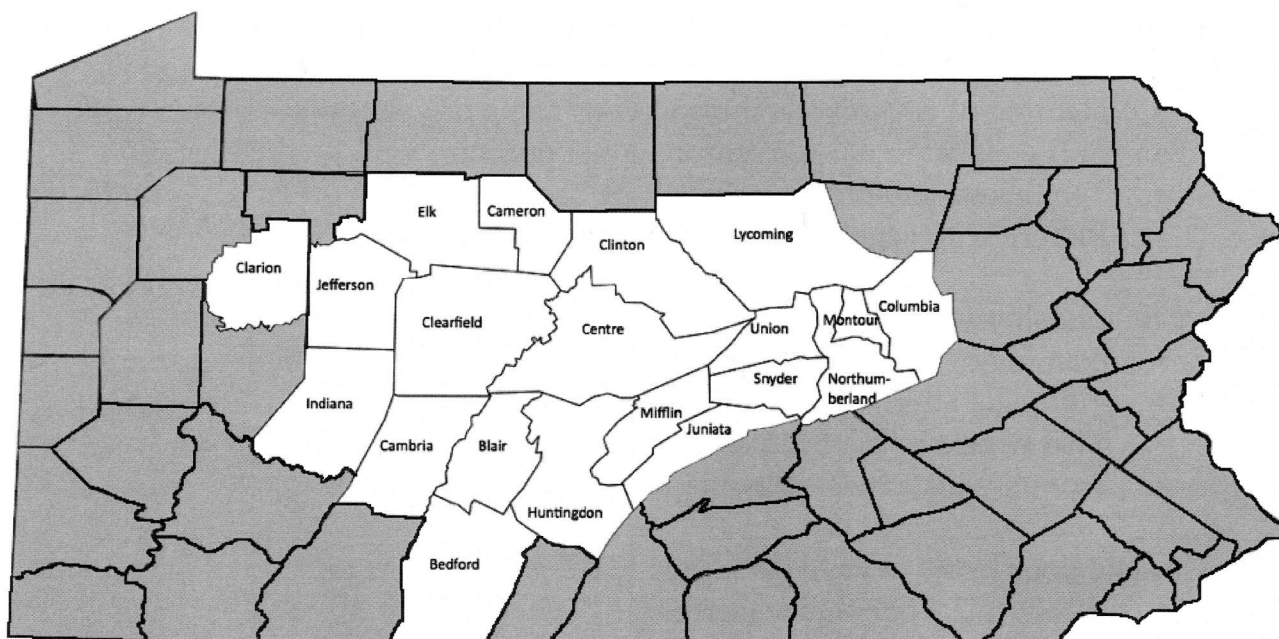 Elk
Cameron
Lycoming
Clinton
Clarion
Jefferson
Columbia
Montour
Clearfield
Centre
Union
Snyder
Northum-
berland
Indiana
Mifflin
Juniata
Cambria
Blair
Huntingdon
Bedford